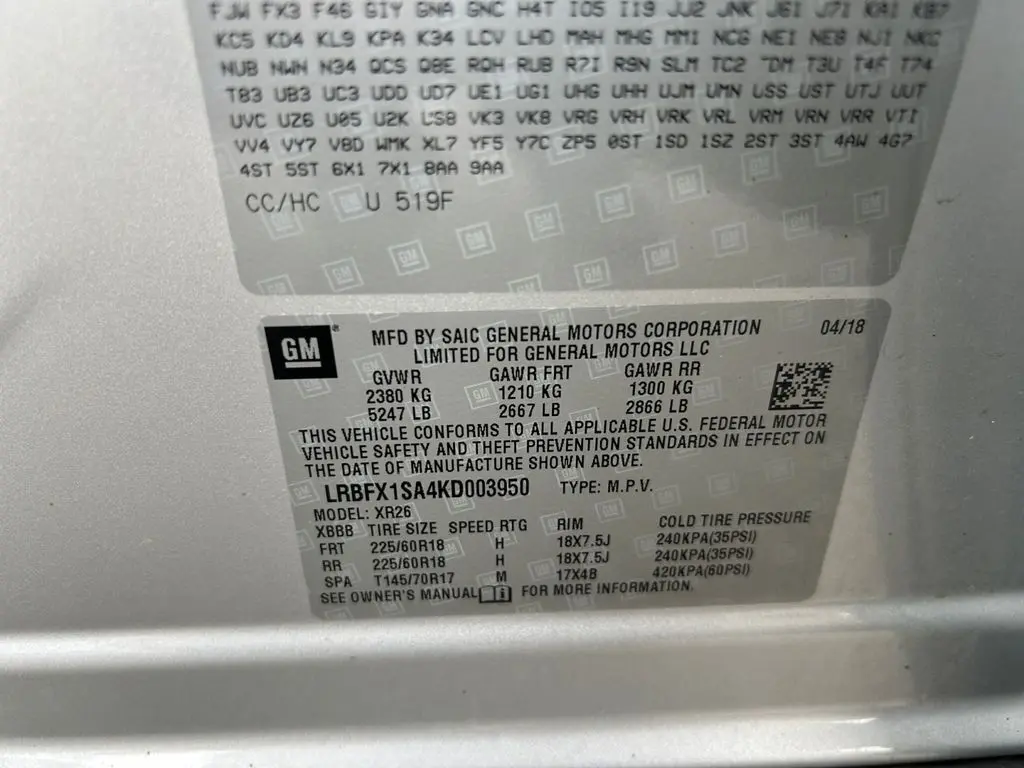 FJW FX3 F46 GIY GNA GNC H4T IO5 I19 JJ2 JNK J6I J71 KA1 KB7
KC5 KD4 KL9 KPA K34 LCV LHD MAH MHG MM1 NCG NE1 NE8 NJ1 NKC
NUB NWN N34 QCS Q8E RQH RUB R7I R9N SLM TC2 TDM T3U T4F T74
T83 UB3 UC3 UDD UD7 UE1 UG1 UHG UHH UJM UMN USS UST UTJ UUT
UVC UZ6 U05 U2K VK3 VK8 VRG VRH VRK VRL VRM VRN VRR VTI
VV4 VY7 V8D WMK XL7 YF5 Y7C ZP5 0ST 1SD 1SZ 2ST 3ST 4AW 4G7
4ST 5ST 6X1 7X1 8AA 9AA
CC/HC U 519F
GM
MFD BY SAIC GENERAL MOTORS CORPORATION 04/18
LIMITED FOR GENERAL MOTORS LLC
GVWR GAWR FRT GAWR RR
2380 KG 1210 KG 1300 KG
5247 LB 2667 LB 2866 LB
THIS VEHICLE CONFORMS TO ALL APPLICABLE U.S. FEDERAL MOTOR
VEHICLE SAFETY AND THEFT PREVENTION STANDARDS IN EFFECT ON
THE DATE OF MANUFACTURE SHOWN ABOVE.
LRBFX1SA4KD003950 TYPE: M.P.V.
MODEL: XR26
XBBB TIRE SIZE SPEED RTG RIM COLD TIRE PRESSURE
FRT 225/60R18 H 18X7.5J 240KPA(35PSI)
RR 225/60R18 H 18X7.5J 240KPA(35PSI)
SPA T145/70R17 M 17X4B 420KPA(60PSI)
SEE OWNER'S MANUAL FOR MORE INFORMATION.